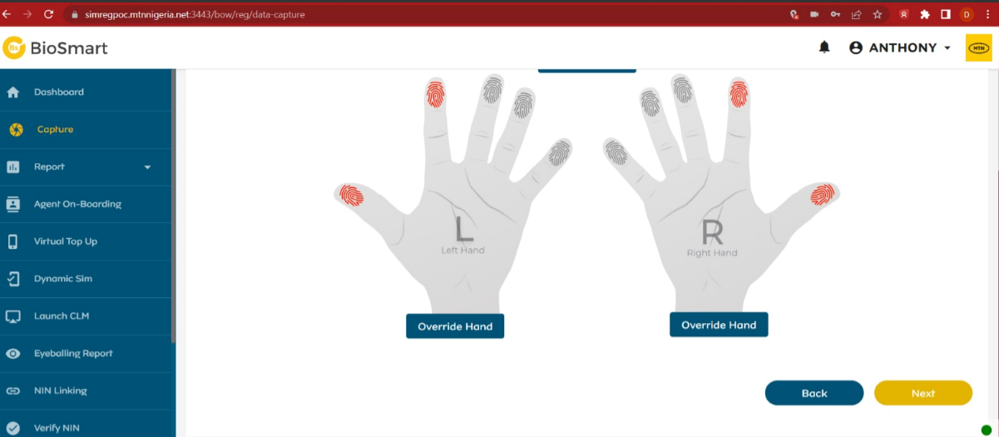 simregpoc.mtnnigeria.net:3443/bow/reg/data-capture
D
Bs BioSmart
ANTHONY
MTN
Dashboard
Capture
Report
Agent On-Boarding
Virtual Top Up
Dynamic Sim
Launch CLM
Eyeballing Report
NIN Linking
Verify NIN
L
Left Hand
R
Right Hand
Override Hand
Override Hand
Back
Next